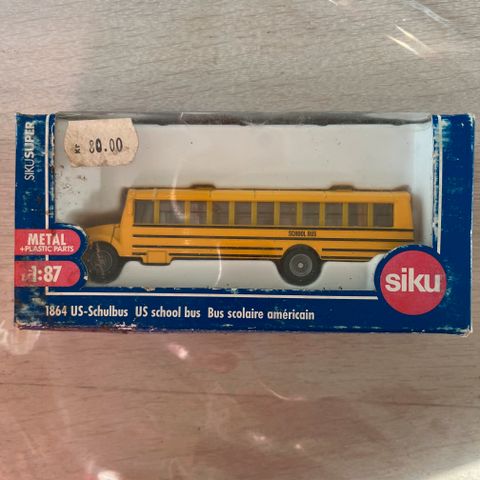 SIKU SUPER
kr 80.00
METAL
+PLASTIC PARTS
1:87
SCHOOL BUS
siku
1864 US-Schulbus US school bus Bus scolaire américain